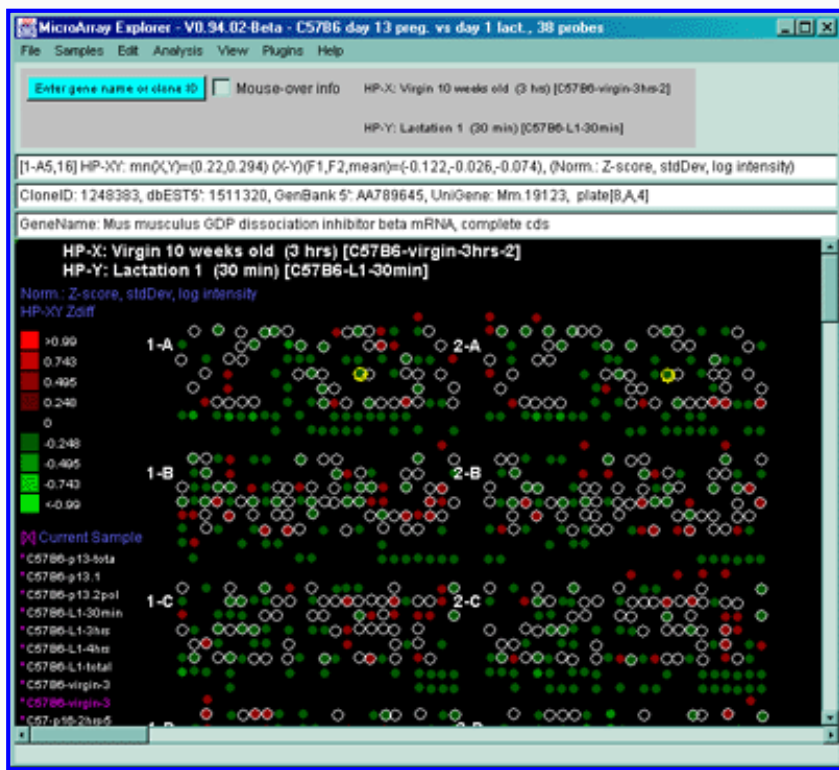 MicroArray Explorer - V0.94.02-Beta - C57B6 day 13 preg. vs day 1 lact., 38 probes
File Samples Edit Analysis View Plugins Help
Enter gene name or clone ID Mouse-over info HP-X: Virgin 10 weeks old (3 hrs) [C57B6-virgin-3hrs-2]
HP-Y: Lactation 1 (30 min) [C57B6-L1-30min]
[1-A5,16] HP-XY: mn(X,Y)=(0.22,0.294) (X-Y)(F1,F2,mean)=(-0.122,-0.026,-0.074), (Norm.: Z-score, stdDev, log intensity)
CloneID: 1248383, dbEST5': 1511320, GenBank 5': AA789645, UniGene: Mm.19123, plate[8,A,4]
GeneName: Mus musculus GDP dissociation inhibitor beta mRNA, complete cds
HP-X: Virgin 10 weeks old (3 hrs) [C57B6-virgin-3hrs-2]
HP-Y: Lactation 1 (30 min) [C57B6-L1-30min]
Norm.: Z-score, stdDev, log intensity
HP-XY Zdiff
>0.99
0.743
0.495
0.248
0
-0.248
-0.495
-0.743
<-0.99
1-A 2-A
1-B 2-B
1-C 2-C
[X] Current Sample
*C57B6-p13-tota
*C57B6-p13.1
*C57B6-p13.2pol
*C57B6-L1-30min
*C57B6-L1-3hrs
*C57B6-L1-4hrs
*C57B6-L1-total
*C57B6-virgin-3
*C57B6-virgin-3
*C57-p16-2hrs-5